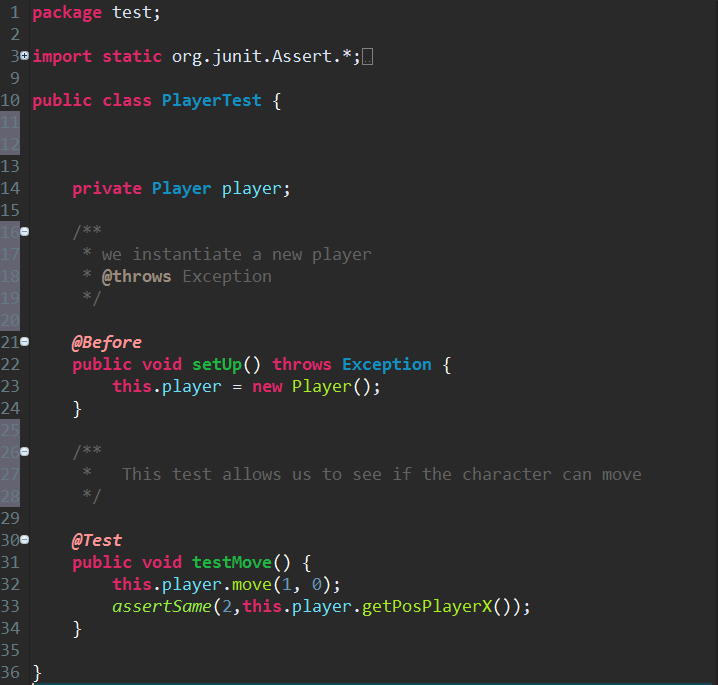 1 package test;
2
3 import static org.junit.Assert.*;
9
10 public class PlayerTest {
11
12
13
14     private Player player;
15
16     /**
17      * we instantiate a new player
18      * @throws Exception
19      */
20
21     @Before
22     public void setUp() throws Exception {
23         this.player = new Player();
24     }
25
26     /**
27      *   This test allows us to see if the character can move
28      */
29
30     @Test
31     public void testMove() {
32         this.player.move(1, 0);
33         assertSame(2,this.player.getPosPlayerX());
34     }
35
36 }